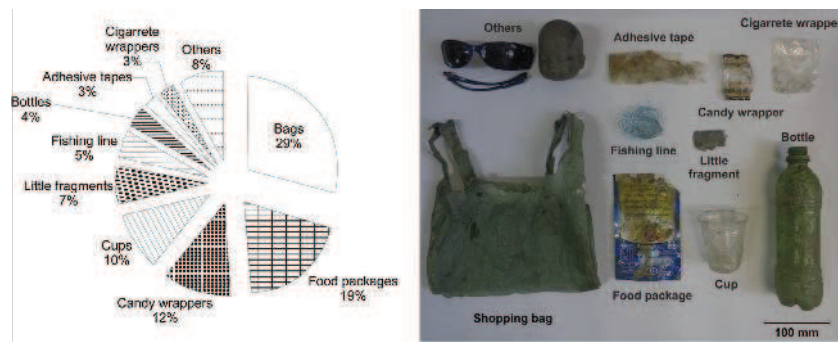 Cigarrete
wrappers
3%
Others
8%
Adhesive tapes
3%
Bottles
4%
Bags
29%
Fishing line
5%
Little fragments
7%
Cups
10%
Food packages
19%
Candy wrappers
12%
Others
Adhesive tape
Cigarrete wrappe
Candy wrapper
Fishing line
Little
fragment
Bottle
Food package
Cup
Shopping bag
100 mm